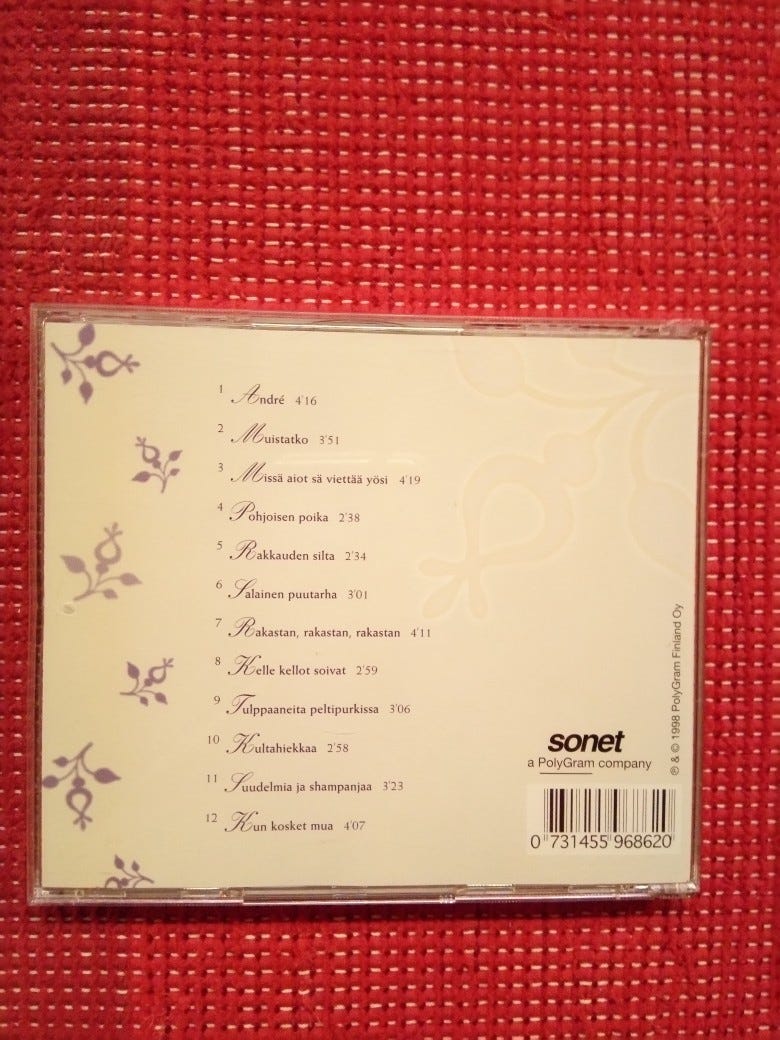 1 André 4'16
2 Muistatko 3'51
3 Missä aiot sä viettää yösi 4'19
4 Pohjoisen poika 2'38
5 Rakkauden silta 2'34
6 Salainen puutarha 3'01
7 Rakastan, rakastan, rakastan 4'11
8 Kelle kellot soivat 2'59
9 Tulppaaneita peltipurkissa 3'06
10 Kultahiekkaa 2'58
11 Suudelmia ja shampanjaa 3'23
12 Kun kosket mua 4'07
sonet
a PolyGram company
℗ & © 1998 PolyGram Finland Oy
0 731455 968620